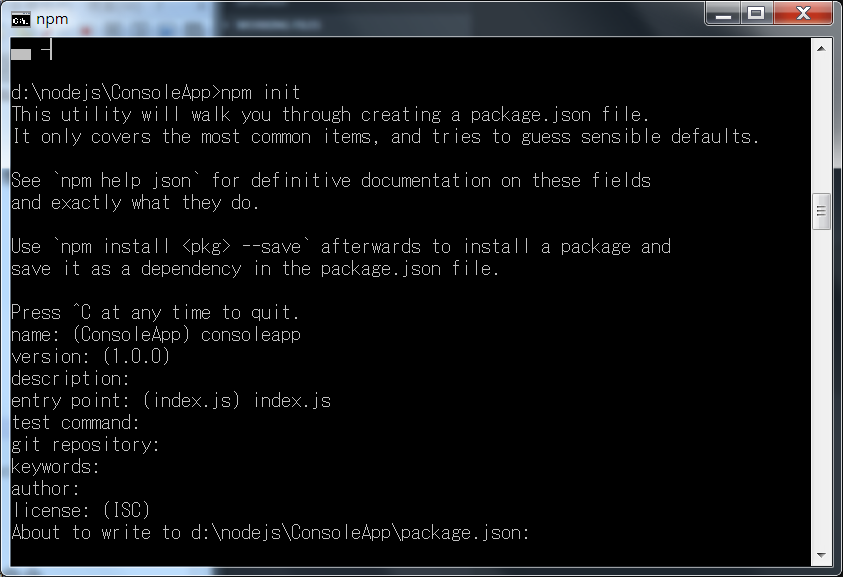 npm
d:\nodejs\ConsoleApp>npm init
This utility will walk you through creating a package.json file.
It only covers the most common items, and tries to guess sensible defaults.
See `npm help json` for definitive documentation on these fields
and exactly what they do.
Use `npm install <pkg> --save` afterwards to install a package and
save it as a dependency in the package.json file.
Press ^C at any time to quit.
name: (ConsoleApp) consoleapp
version: (1.0.0)
description:
entry point: (index.js) index.js
test command:
git repository:
keywords:
author:
license: (ISC)
About to write to d:\nodejs\ConsoleApp\package.json: